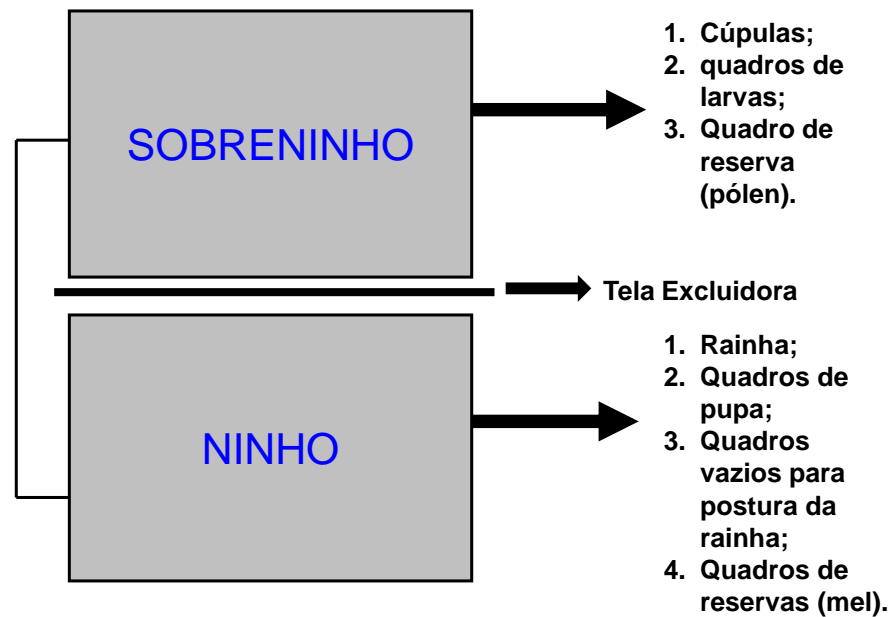 SOBRENINHO
1. Cúpulas;
2. quadros de
larvas;
3. Quadro de
reserva
(pólen).
Tela Excluidora
NINHO
1. Rainha;
2. Quadros de
pupa;
3. Quadros
vazios para
postura da
rainha;
4. Quadros de
reservas (mel).